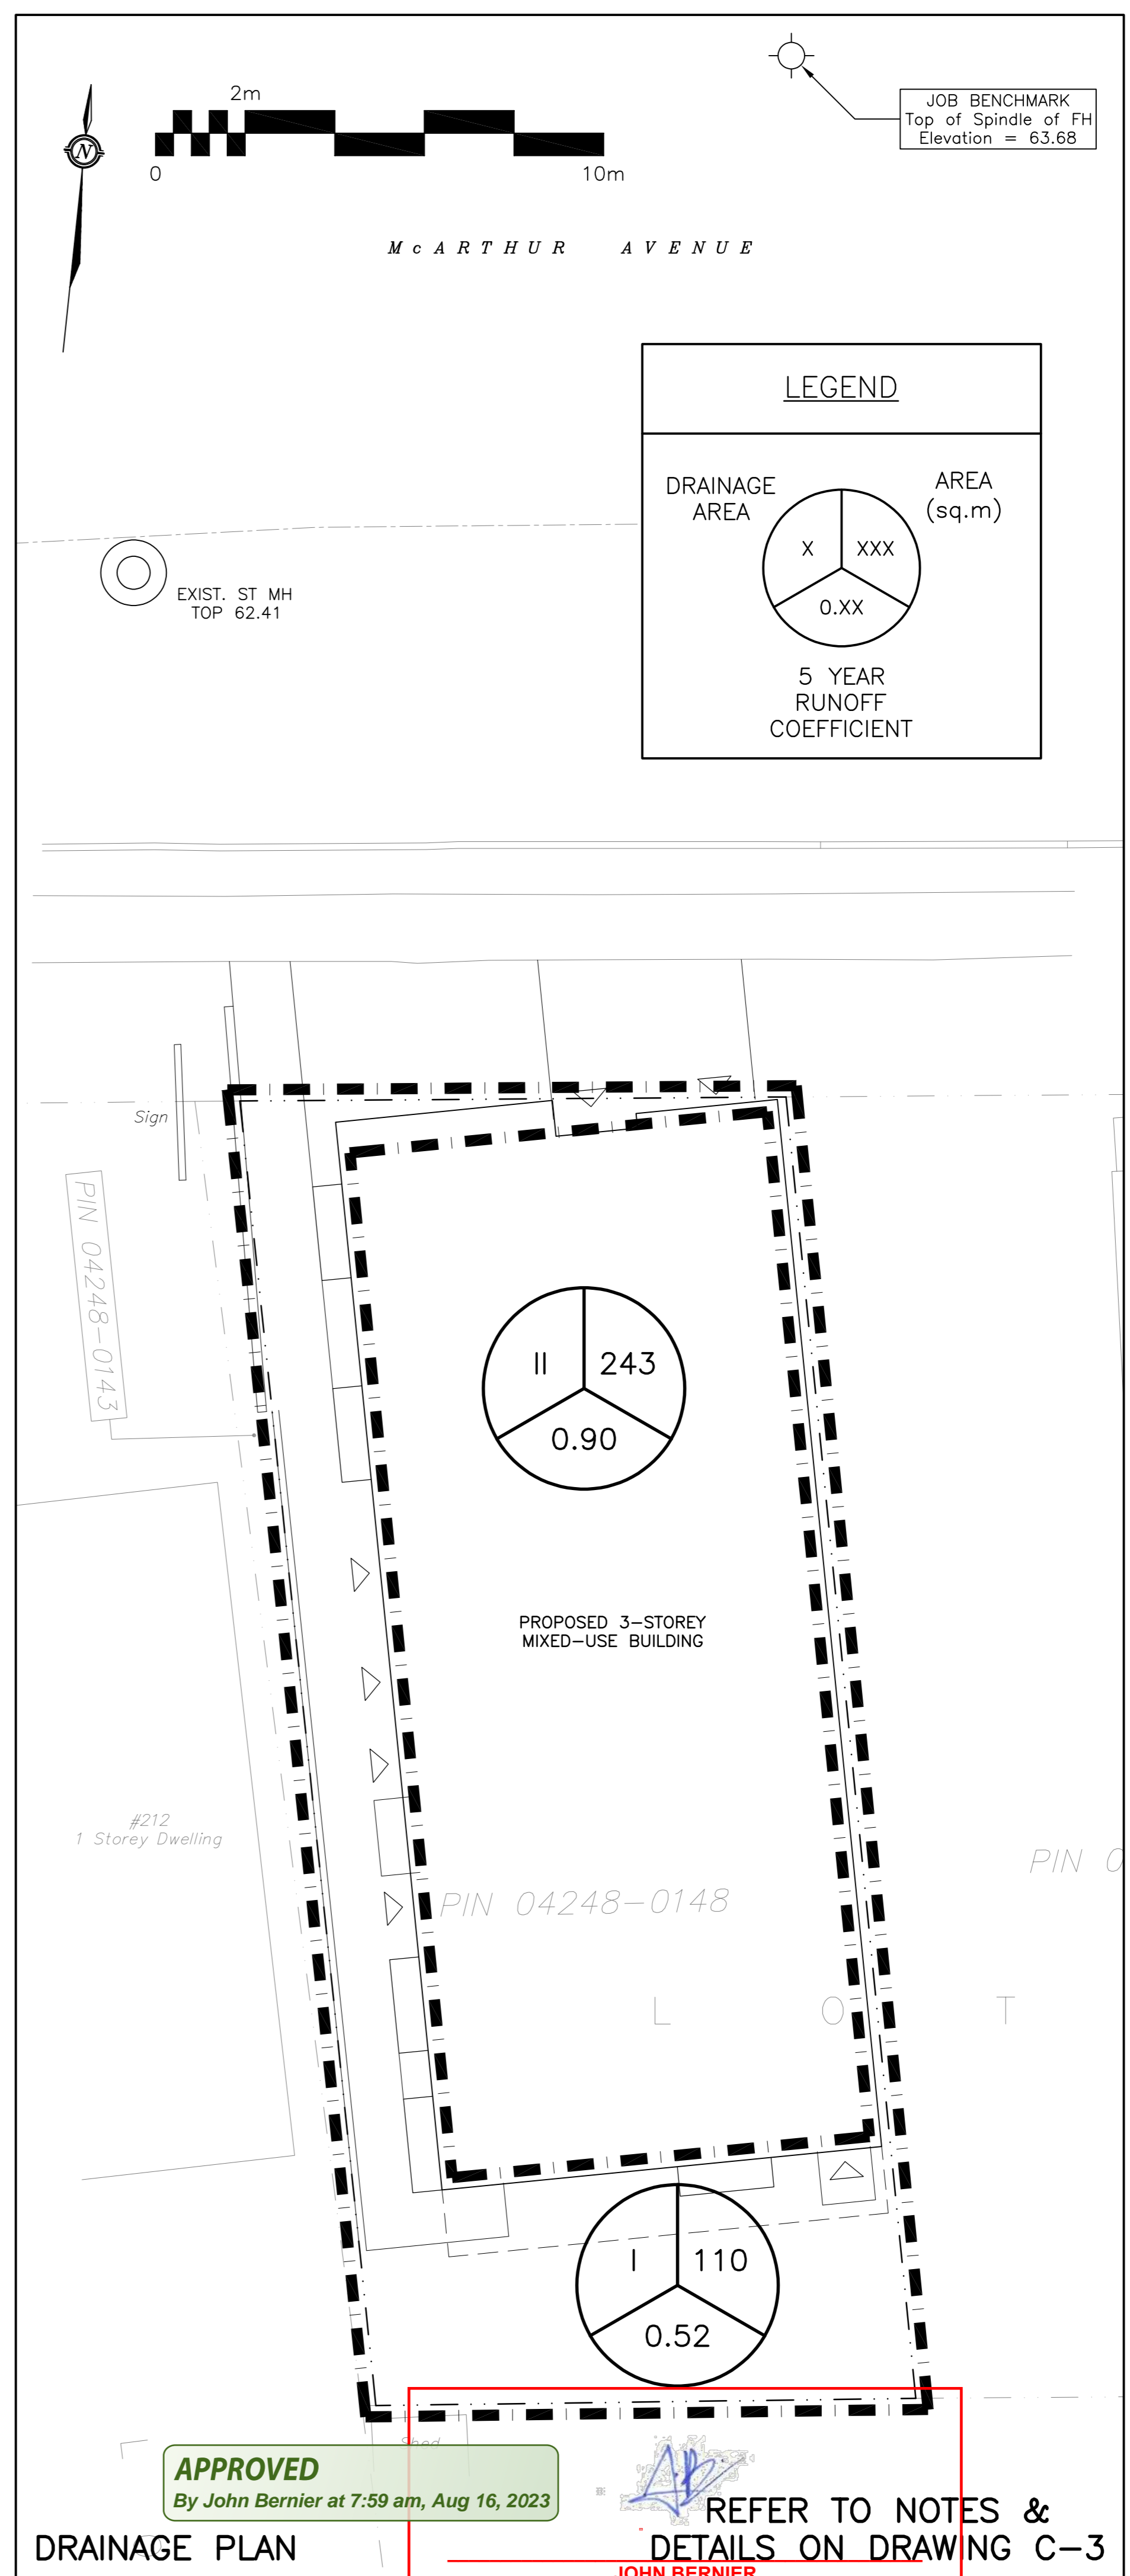 2m
0
10m
N
JOB BENCHMARK
Top of Spindle of FH
Elevation = 63.68
McARTHUR AVENUE
LEGEND
DRAINAGE
AREA
AREA
(sq.m)
X
XXX
0.XX
5 YEAR
RUNOFF
COEFFICIENT
EXIST. ST MH
TOP 62.41
Sign
PIN 04248-0143
II
243
0.90
PROPOSED 3-STOREY
MIXED-USE BUILDING
#212
1 Storey Dwelling
PIN 0
PIN 04248-0148
L O T
I
110
0.52
Shed
APPROVED
By John Bernier at 7:59 am, Aug 16, 2023
REFER TO NOTES &
DETAILS ON DRAWING C-3
DRAINAGE PLAN
JOHN BERNIER